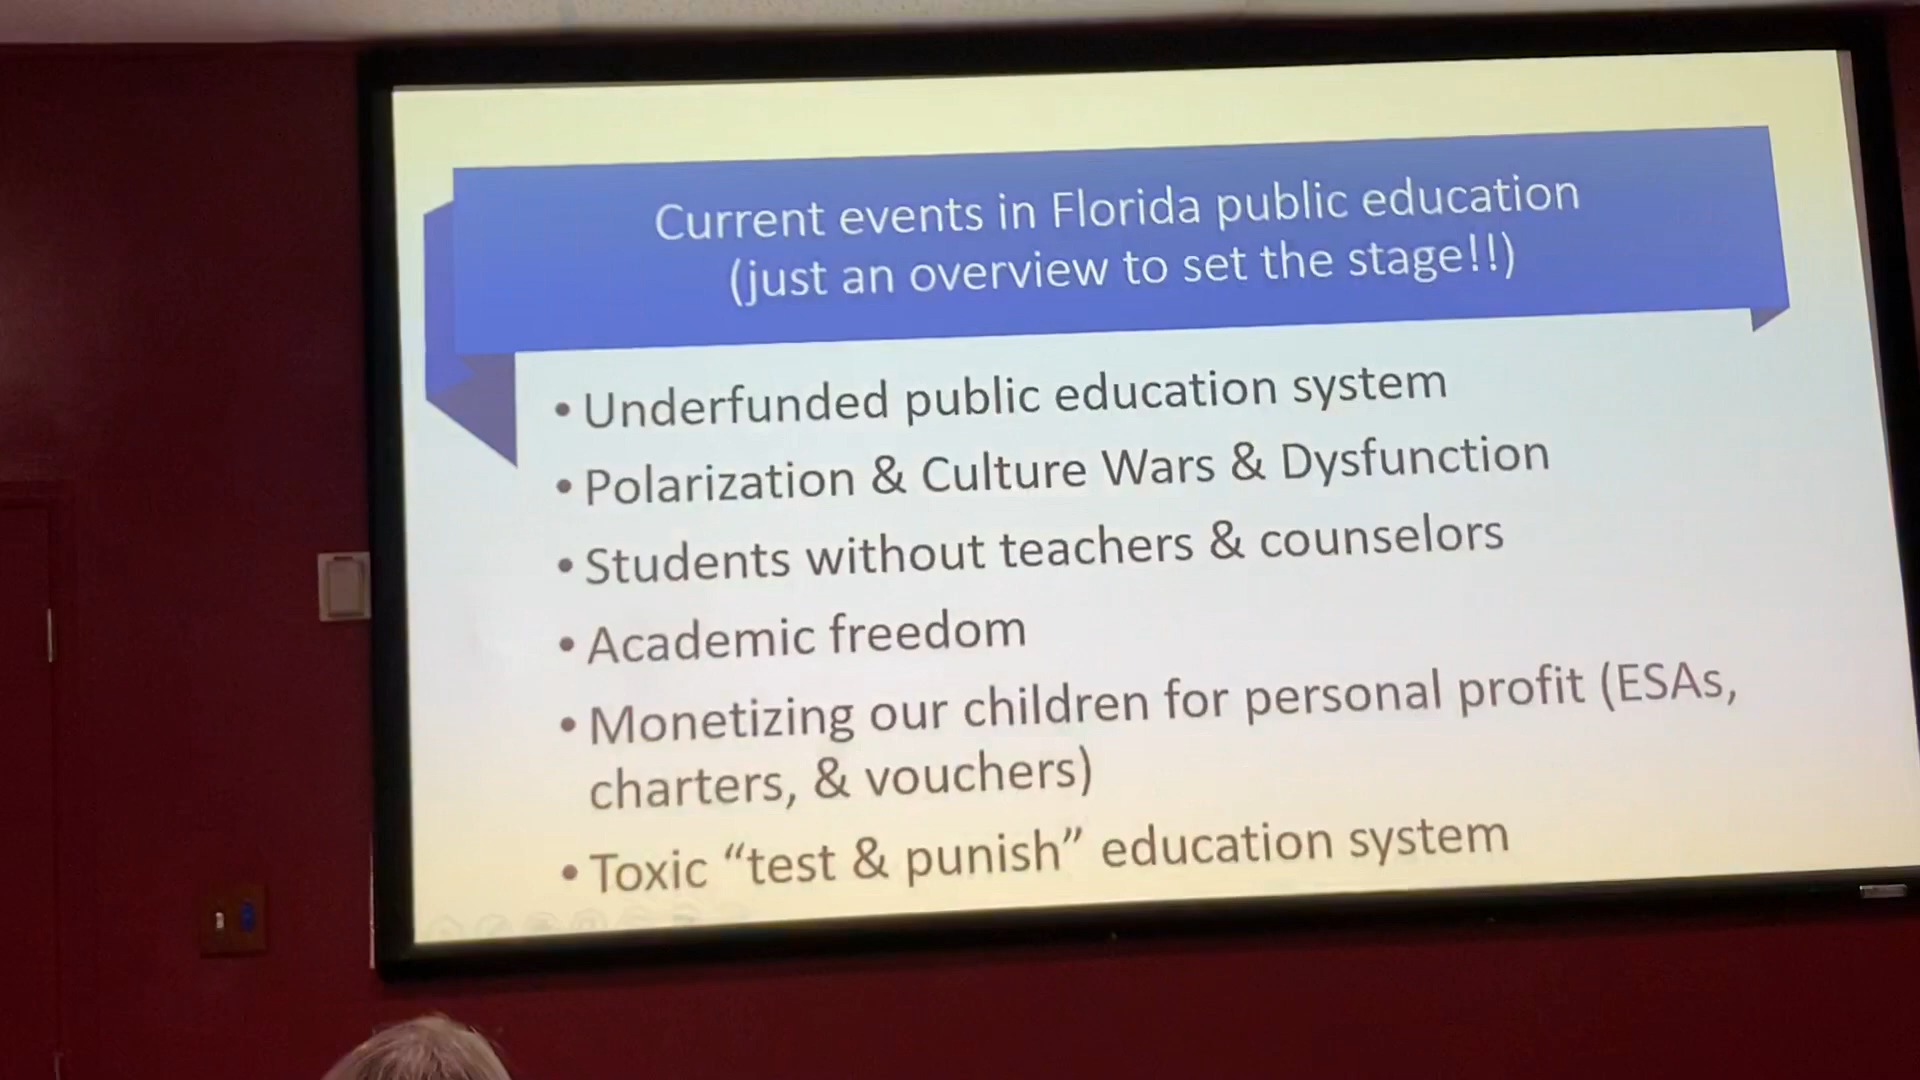 Current events in Florida public education
(just an overview to set the stage!!)
• Underfunded public education system
• Polarization & Culture Wars & Dysfunction
• Students without teachers & counselors
• Academic freedom
• Monetizing our children for personal profit (ESAs,
charters, & vouchers)
• Toxic “test & punish” education system